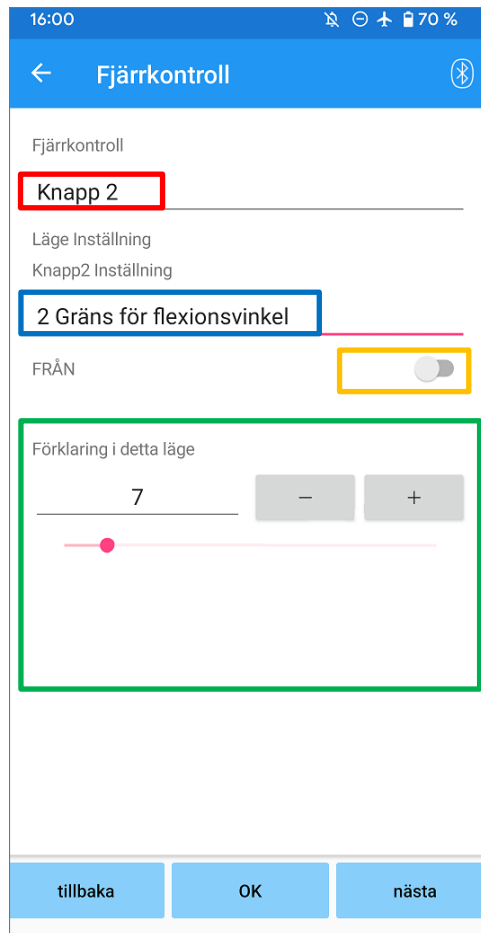 16:00 70 %
Fjärrkontroll
Fjärrkontroll
Knapp 2
Läge Inställning
Knapp2 Inställning
2 Gräns för flexionsvinkel
FRÅN
Förklaring i detta läge
7 − +
tillbaka OK nästa